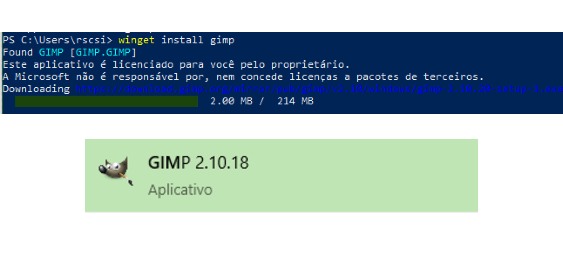 PS C:\Users\rscsi> winget install gimp
Found GIMP [GIMP.GIMP]
Este aplicativo é licenciado para você pelo proprietário.
A Microsoft não é responsável por, nem concede licenças a pacotes de terceiros.
Downloading
2.00 MB / 214 MB
GIMP 2.10.18
Aplicativo